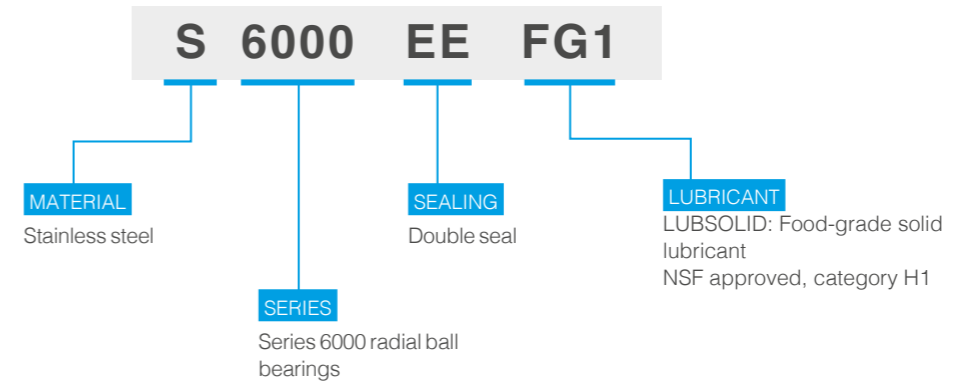 S 6000 EE FG1
MATERIAL
Stainless steel
SERIES
Series 6000 radial ball
bearings
SEALING
Double seal
LUBRICANT
LUBSOLID: Food-grade solid
lubricant
NSF approved, category H1